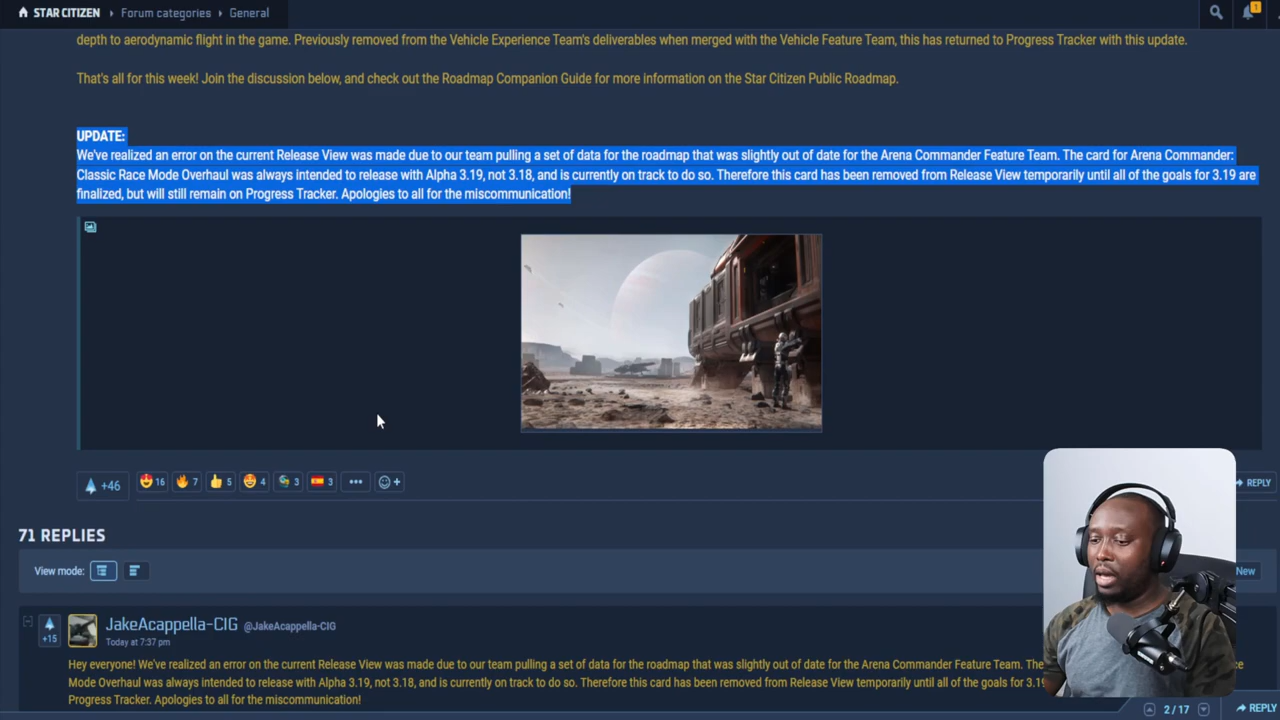 STAR CITIZEN › Forum categories › General
1
depth to aerodynamic flight in the game. Previously removed from the Vehicle Experience Team's deliverables when merged with the Vehicle Feature Team, this has returned to Progress Tracker with this update.
That's all for this week! Join the discussion below, and check out the Roadmap Companion Guide for more information on the Star Citizen Public Roadmap.
UPDATE:
We've realized an error on the current Release View was made due to our team pulling a set of data for the roadmap that was slightly out of date for the Arena Commander Feature Team. The card for Arena Commander:
Classic Race Mode Overhaul was always intended to release with Alpha 3.19, not 3.18, and is currently on track to do so. Therefore this card has been removed from Release View temporarily until all of the goals for 3.19 are
finalized, but will still remain on Progress Tracker. Apologies to all for the miscommunication!
+46 16 7 5 4 3 3 ••• + REPLY
71 REPLIES
View mode: New
JakeAcappella-CIG @JakeAcappella-CIG
+15 Today at 7:37 pm
Hey everyone! We've realized an error on the current Release View was made due to our team pulling a set of data for the roadmap that was slightly out of date for the Arena Commander Feature Team. The
Mode Overhaul was always intended to release with Alpha 3.19, not 3.18, and is currently on track to do so. Therefore this card has been removed from Release View temporarily until all of the goals for 3.19
Progress Tracker. Apologies to all for the miscommunication!
2 / 17 REPLY